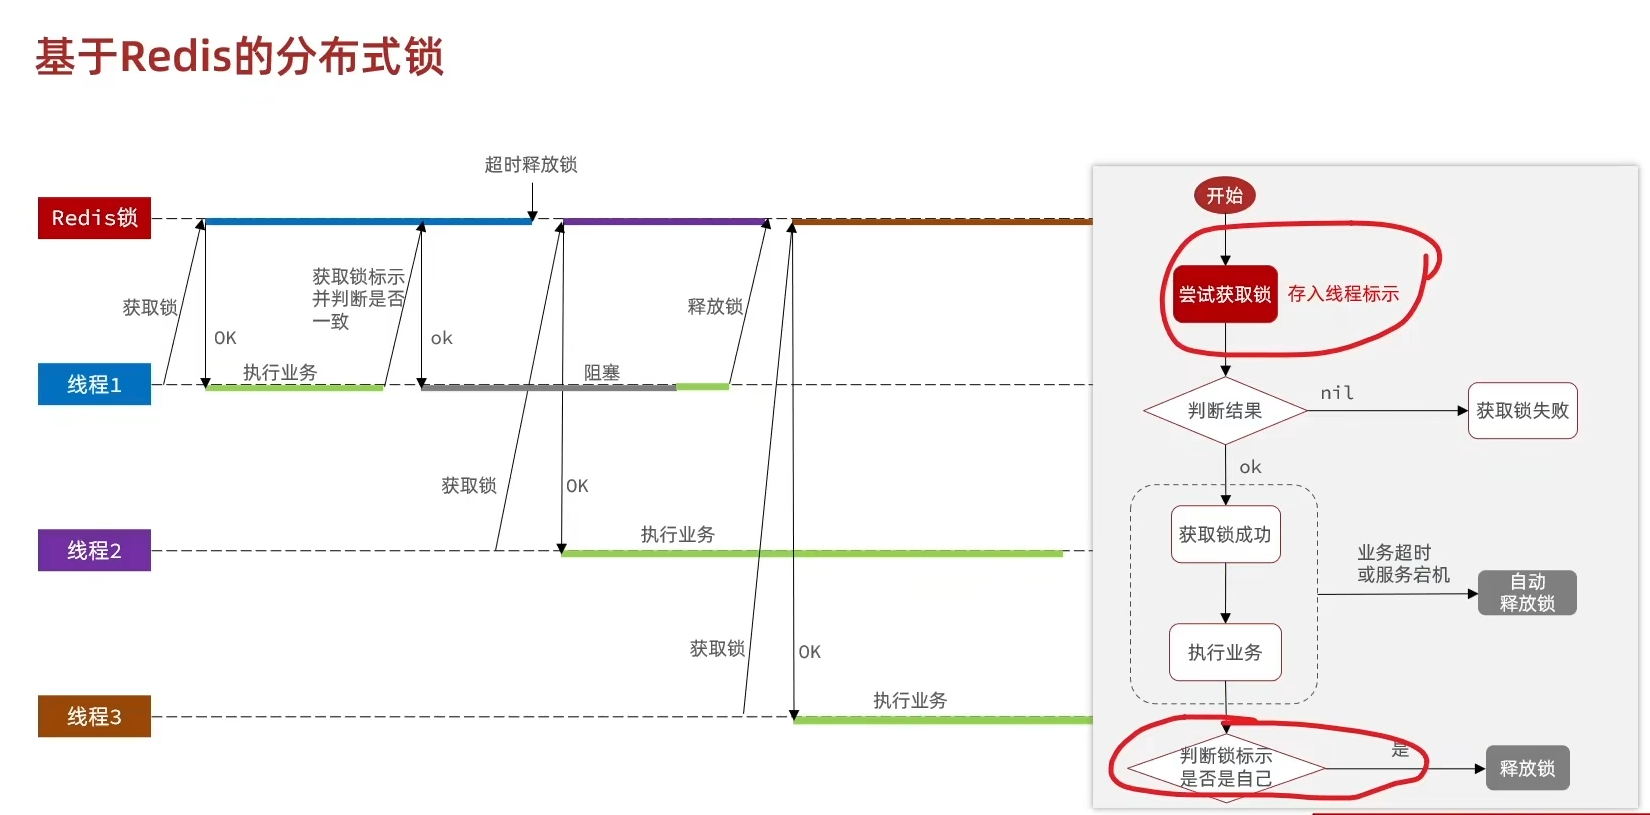 基于Redis的分布式锁
超时释放锁
Redis锁
获取锁
OK
获取锁标示
并判断是否
一致
ok
释放锁
线程1
执行业务
阻塞
获取锁
OK
线程2
执行业务
获取锁
OK
线程3
执行业务
开始
尝试获取锁
存入线程标示
判断结果
nil
获取锁失败
ok
获取锁成功
执行业务
业务超时
或服务宕机
自动
释放锁
判断锁标示
是否是自己
是
释放锁